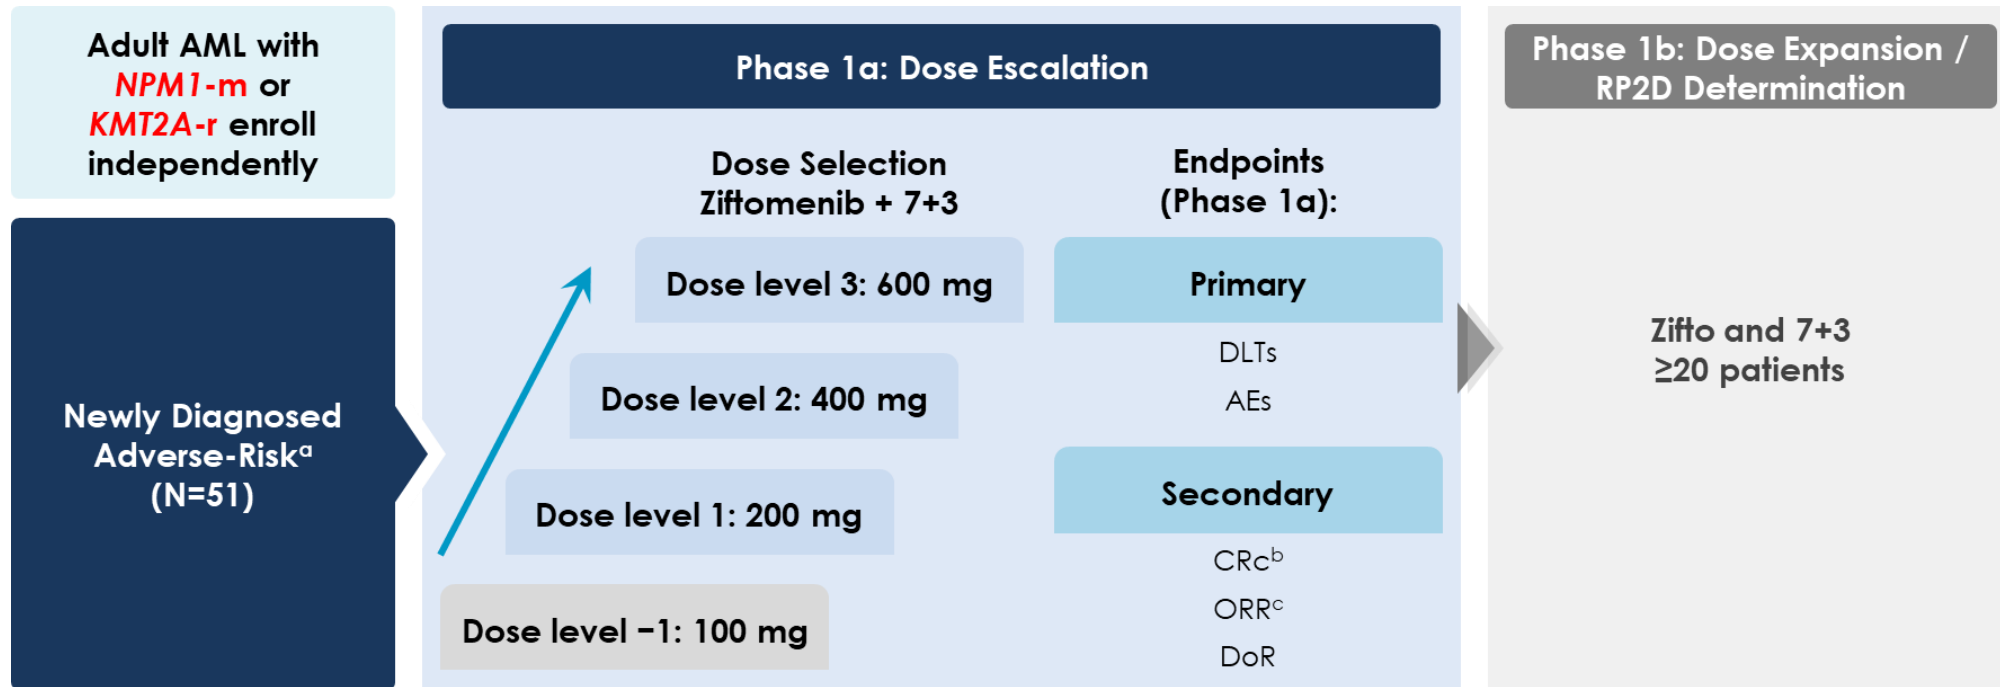 Adult AML with
NPM1-m or
KMT2A-r enroll
independently
Newly Diagnosed
Adverse-Riskᵃ
(N=51)
Phase 1a: Dose Escalation
Dose Selection
Ziftomenib + 7+3
Dose level 3: 600 mg
Dose level 2: 400 mg
Dose level 1: 200 mg
Dose level −1: 100 mg
Endpoints
(Phase 1a):
Primary
DLTs
AEs
Secondary
CRcᵇ
ORRᶜ
DoR
Phase 1b: Dose Expansion /
RP2D Determination
Zifto and 7+3
≥20 patients